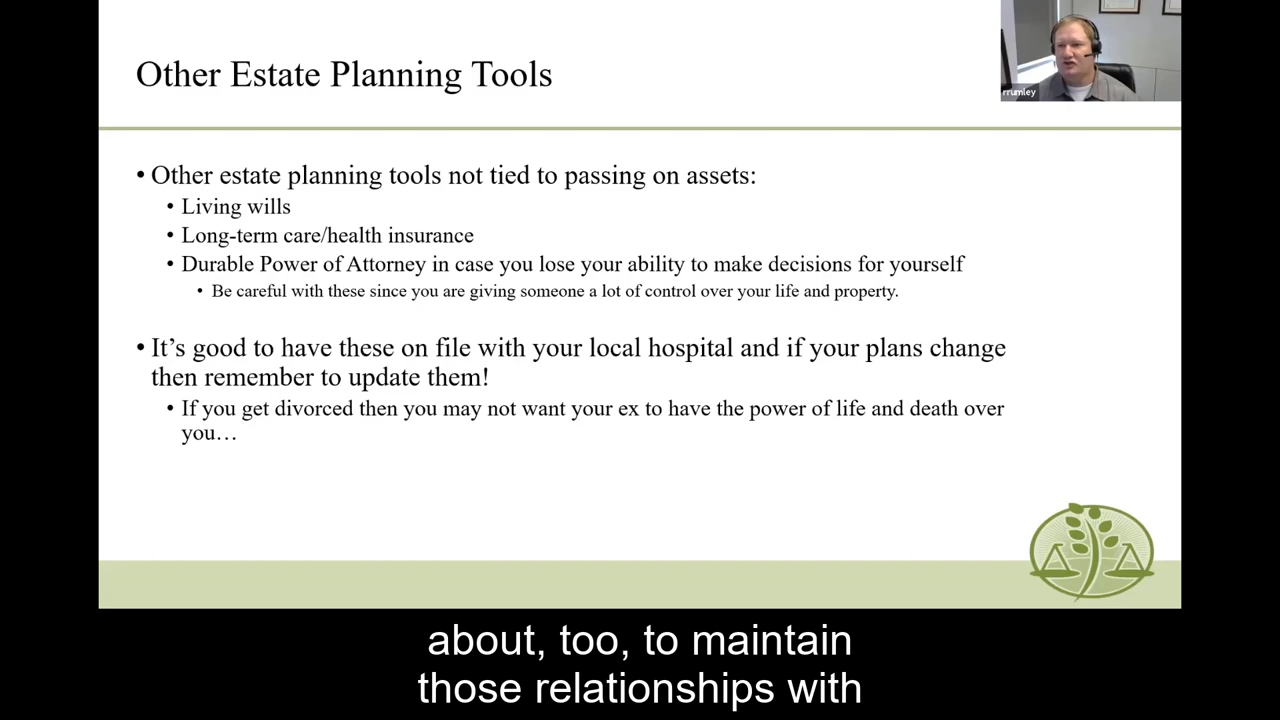 Other Estate Planning Tools
rrumley
• Other estate planning tools not tied to passing on assets:
• Living wills
• Long-term care/health insurance
• Durable Power of Attorney in case you lose your ability to make decisions for yourself
• Be careful with these since you are giving someone a lot of control over your life and property.
• It’s good to have these on file with your local hospital and if your plans change
then remember to update them!
• If you get divorced then you may not want your ex to have the power of life and death over
you…
about, too, to maintain
those relationships with